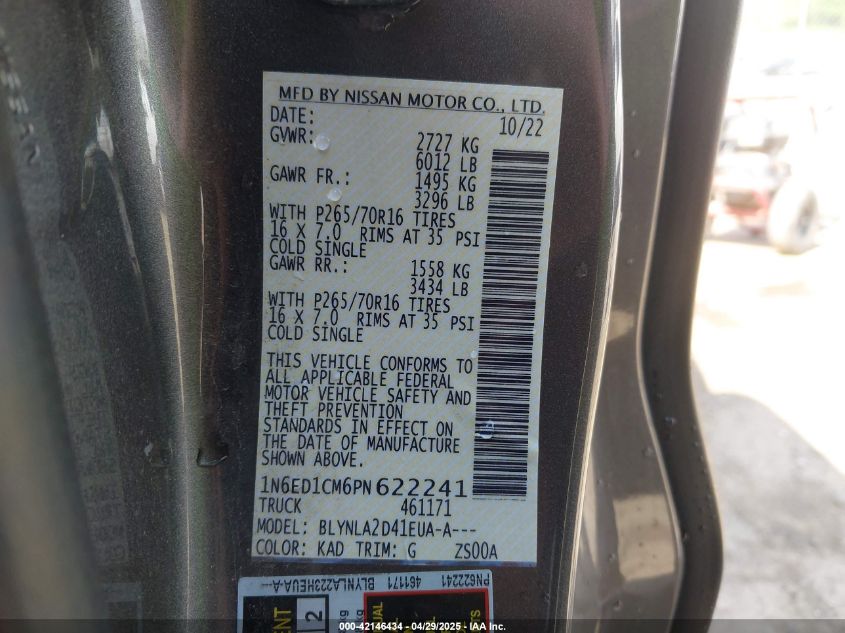 MFD BY NISSAN MOTOR CO., LTD.
DATE: 10/22
GVWR: 2727 KG
6012 LB
GAWR FR.: 1495 KG
3296 LB
WITH P265/70R16 TIRES
16 X 7.0 RIMS AT 35 PSI
COLD SINGLE
GAWR RR.: 1558 KG
3434 LB
WITH P265/70R16 TIRES
16 X 7.0 RIMS AT 35 PSI
COLD SINGLE
THIS VEHICLE CONFORMS TO
ALL APPLICABLE FEDERAL
MOTOR VEHICLE SAFETY AND
THEFT PREVENTION
STANDARDS IN EFFECT ON
THE DATE OF MANUFACTURE
SHOWN ABOVE.
1N6ED1CM6PN622241
TRUCK 461171
MODEL: BLYNLA2D41EUA-A---
COLOR: KAD TRIM: G ZS00A
PN622241 461171 BLYNLA223HEUAA---
2
000-42146434 - 04/29/2025 - IAA Inc.